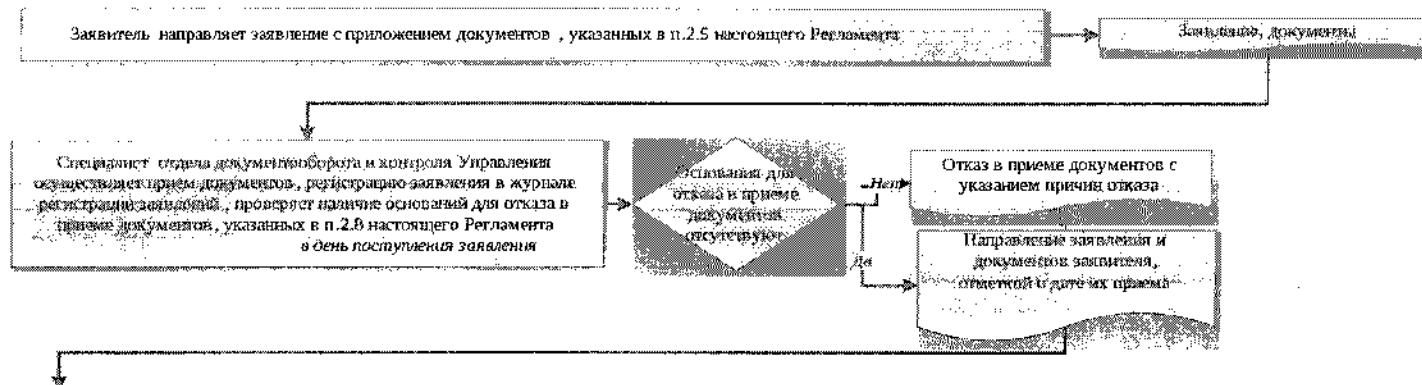 Заявитель направляет заявление с приложением документов , указанных в п.2.5 настоящего Регламента
Заявление, документы
Специалист отдела документооборота и контроля Управления
осуществляет прием документов , регистрацию заявления в журнале
регистрации заявлений , проверяет наличие оснований для отказа в
приеме документов , указанных в п.2.8 настоящего Регламента
в день поступления заявления
Основания для
отказа в приеме
документов
отсутствуют
Нет
Отказ в приеме документов с
указанием причин отказа
Да
Направление заявления и
документов заявителя,
отметкой о дате их приема